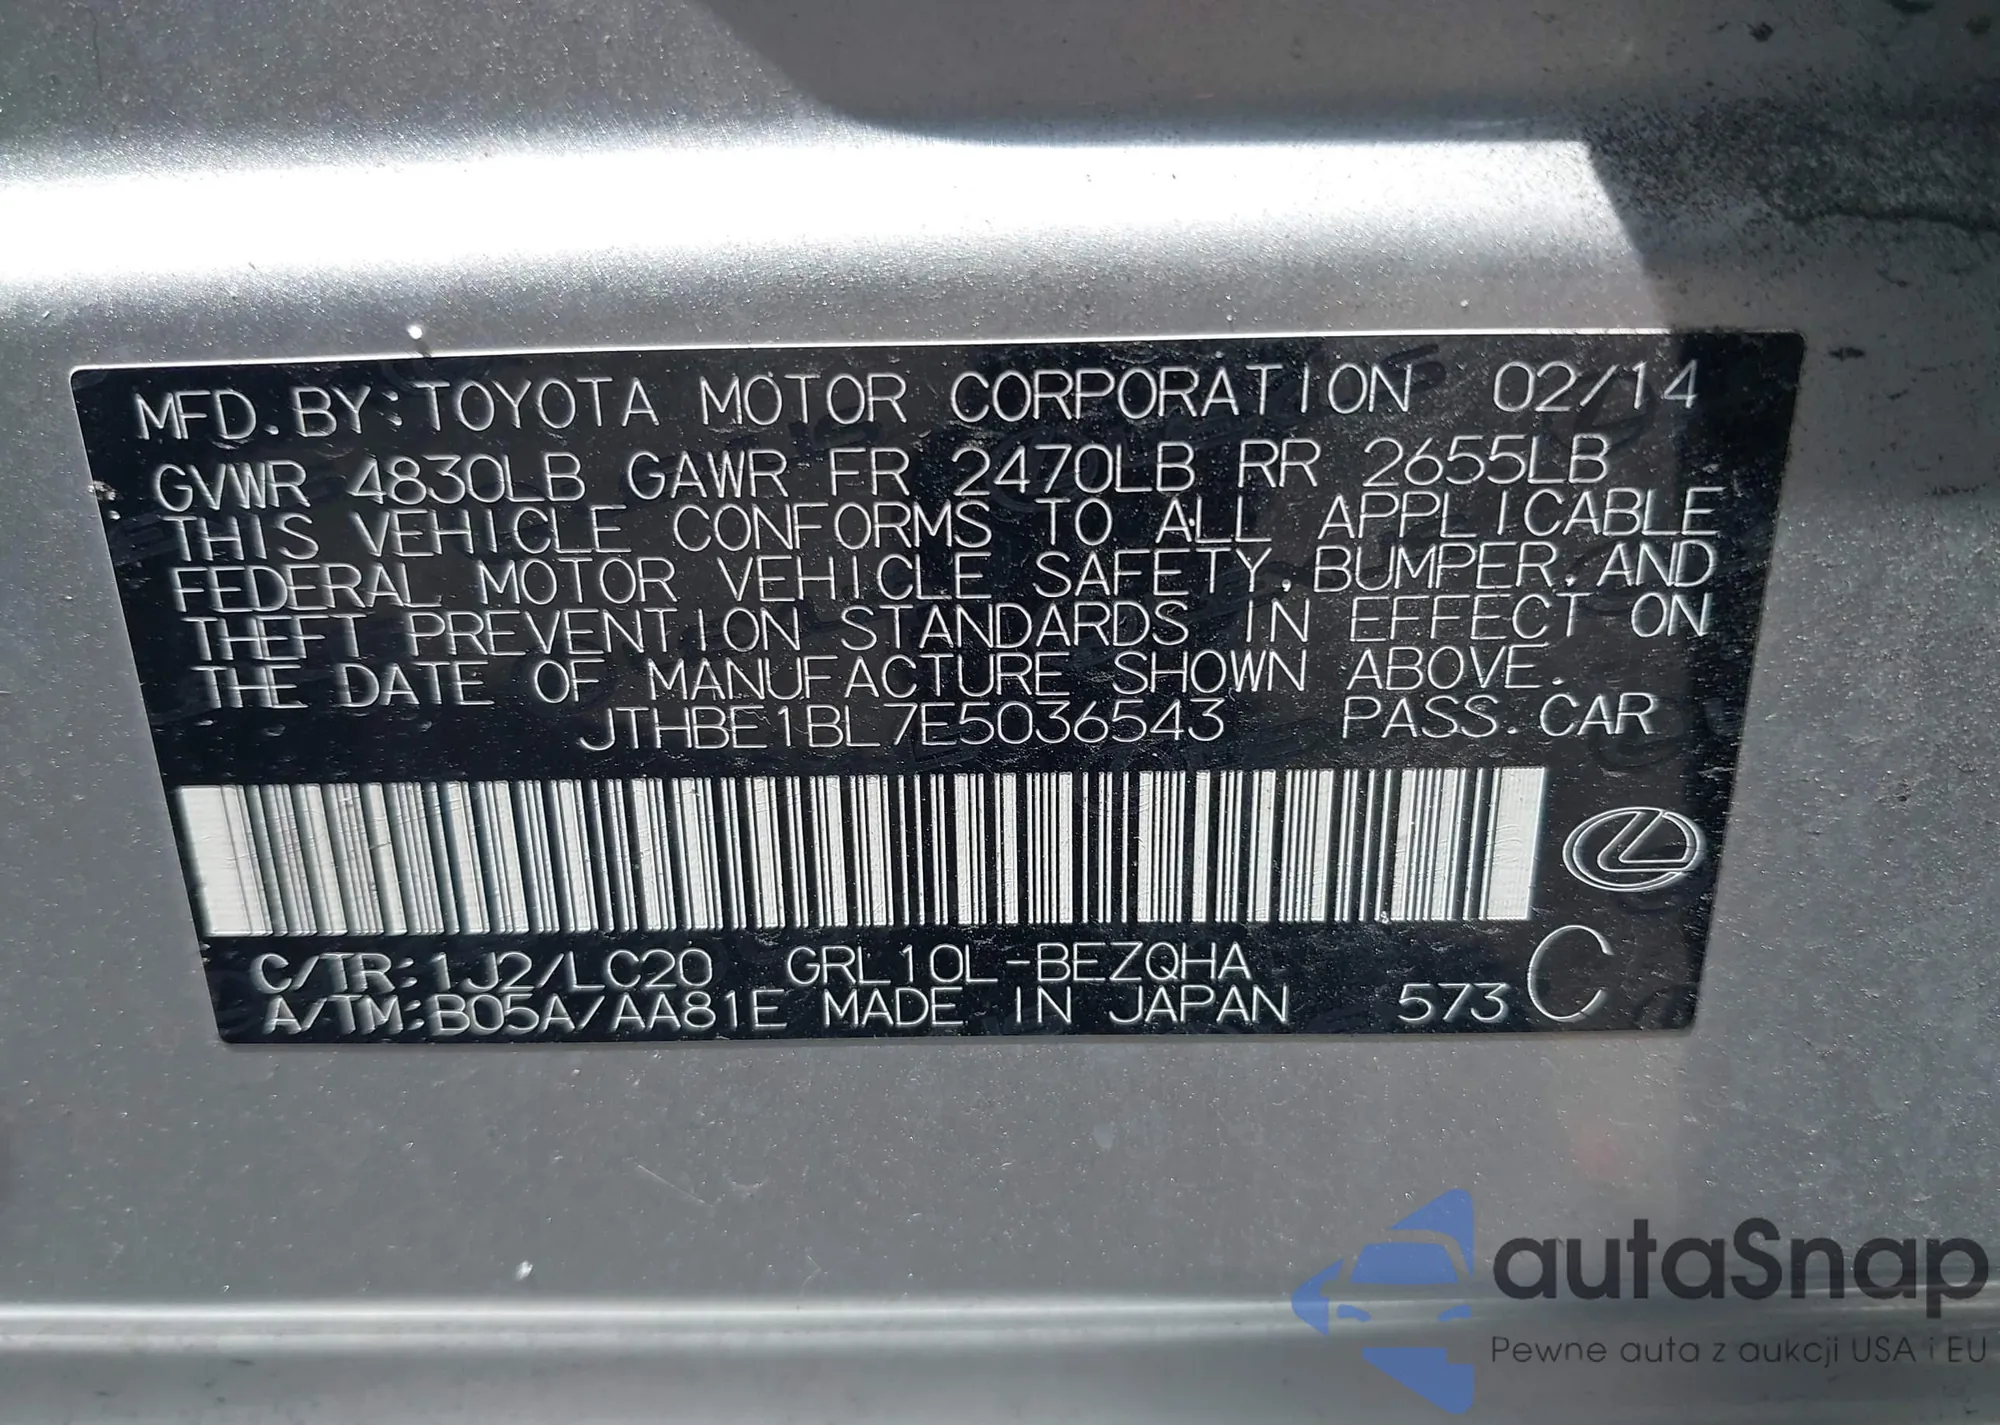 MFD. BY: TOYOTA MOTOR CORPORATION 02/14
GVWR 4830LB GAWR FR 2470LB RR 2655LB
THIS VEHICLE CONFORMS TO ALL APPLICABLE
FEDERAL MOTOR VEHICLE SAFETY, BUMPER, AND
THEFT PREVENTION STANDARDS IN EFFECT ON
THE DATE OF MANUFACTURE SHOWN ABOVE.
JTHBE1BL7E5036543 PASS. CAR
C/TR: 1J2/LC20 GRL10L-BEZQHA
A/TM: B05A/AA81E MADE IN JAPAN 573 C
autaSnap
Pewne auta z aukcji USA i EU